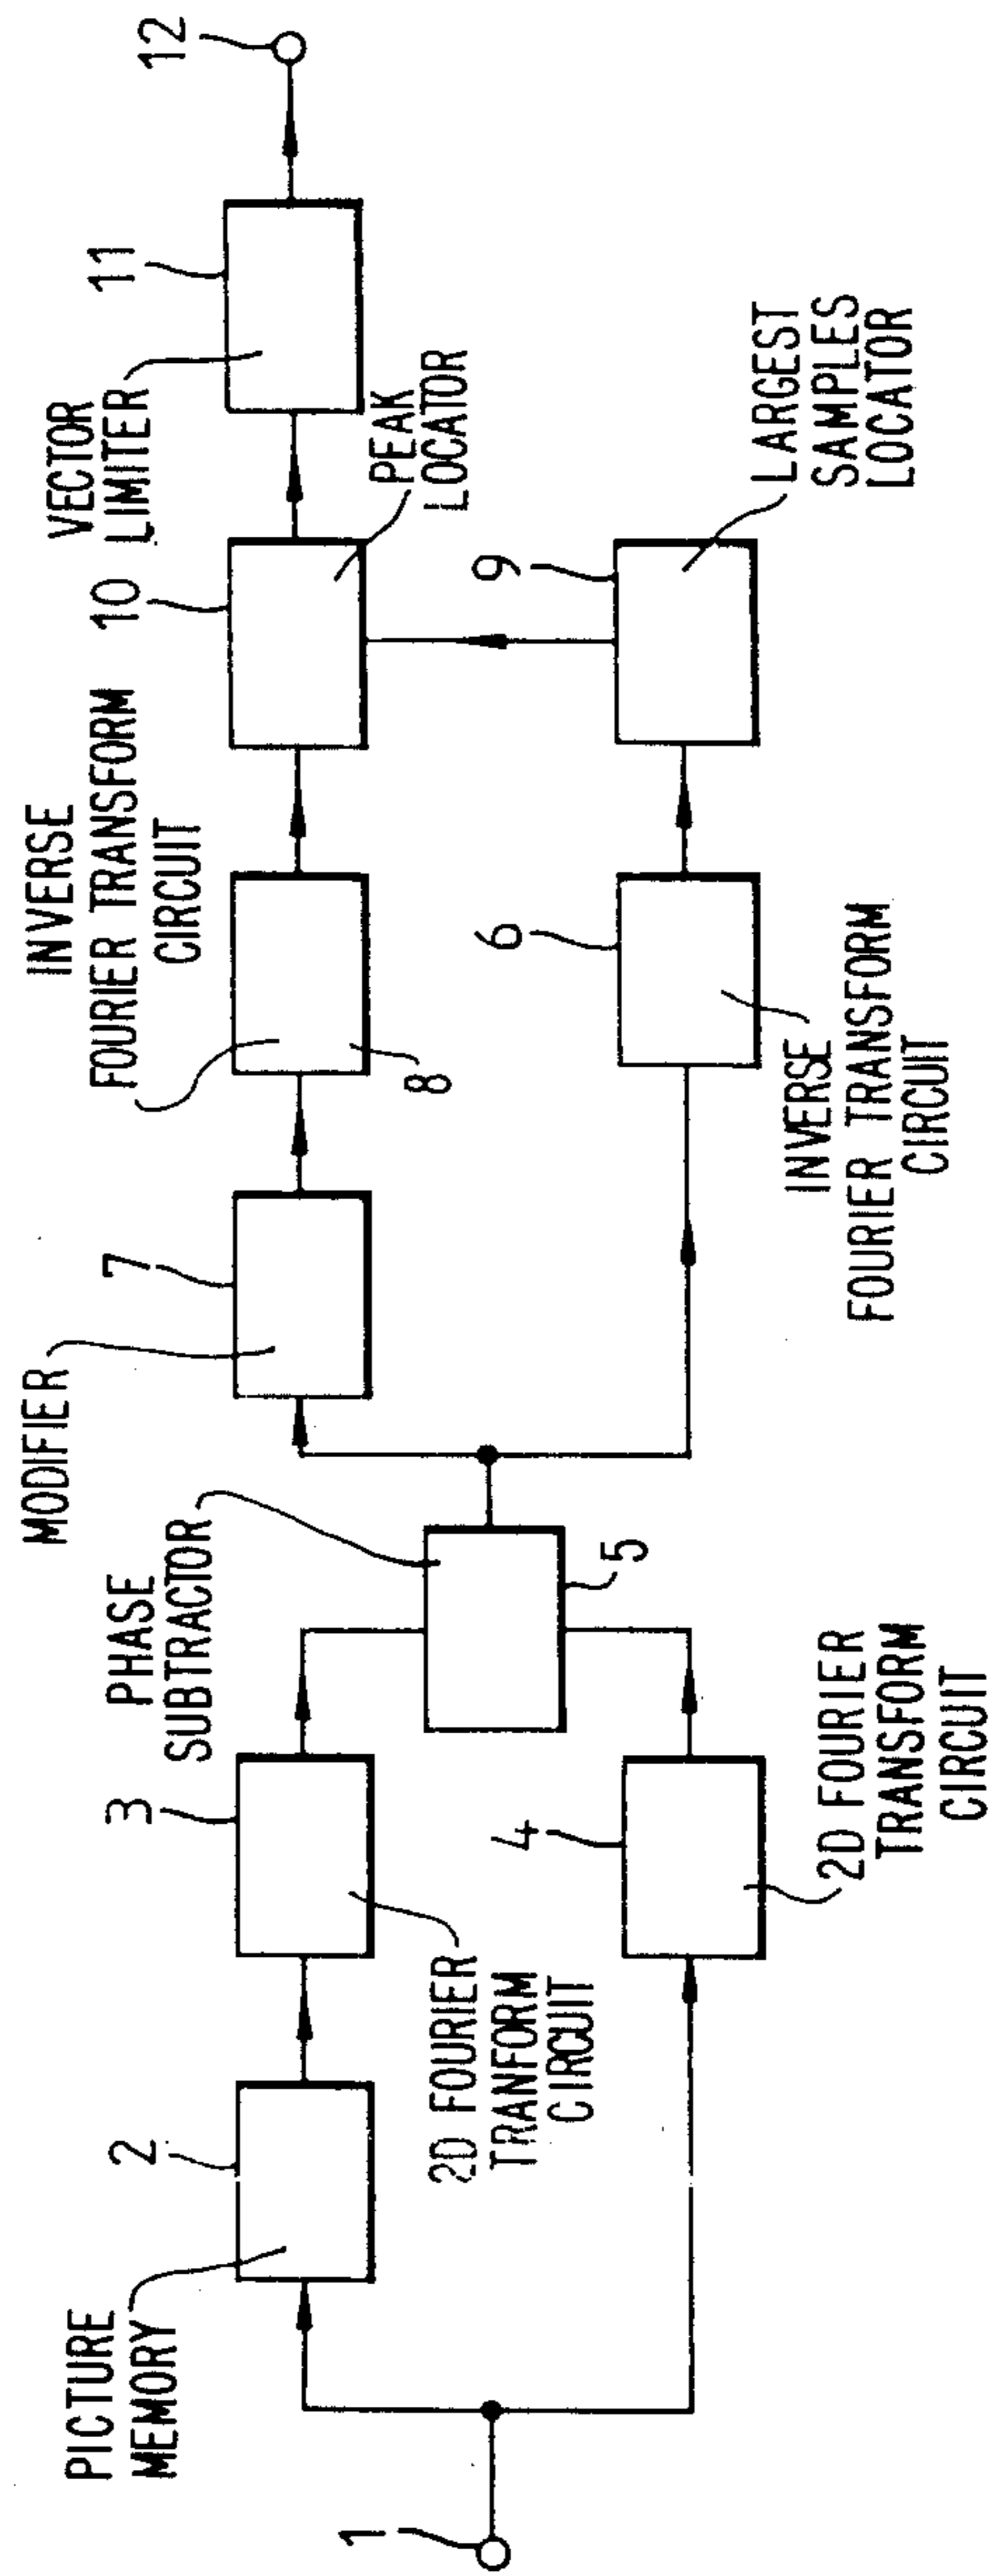 1
PICTURE
MEMORY
2
2D FOURIER
TRANFORM
CIRCUIT
3
4
2D FOURIER
TRANSFORM
CIRCUIT
PHASE
SUBTRACTOR
5
MODIFIER
7
INVERSE
FOURIER TRANSFORM
CIRCUIT
8
6
INVERSE
FOURIER TRANSFORM
CIRCUIT
10
PEAK
LOCATOR
9
LARGEST
SAMPLES
LOCATOR
VECTOR
LIMITER
11
12